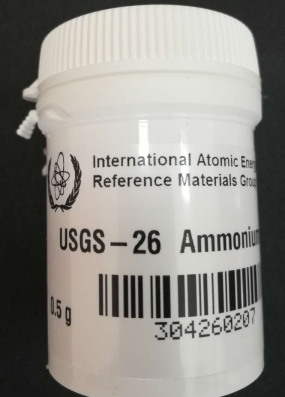 International Atomic Energ
Reference Materials Grou
USGS – 26 Ammonium
0.5 g
304260207